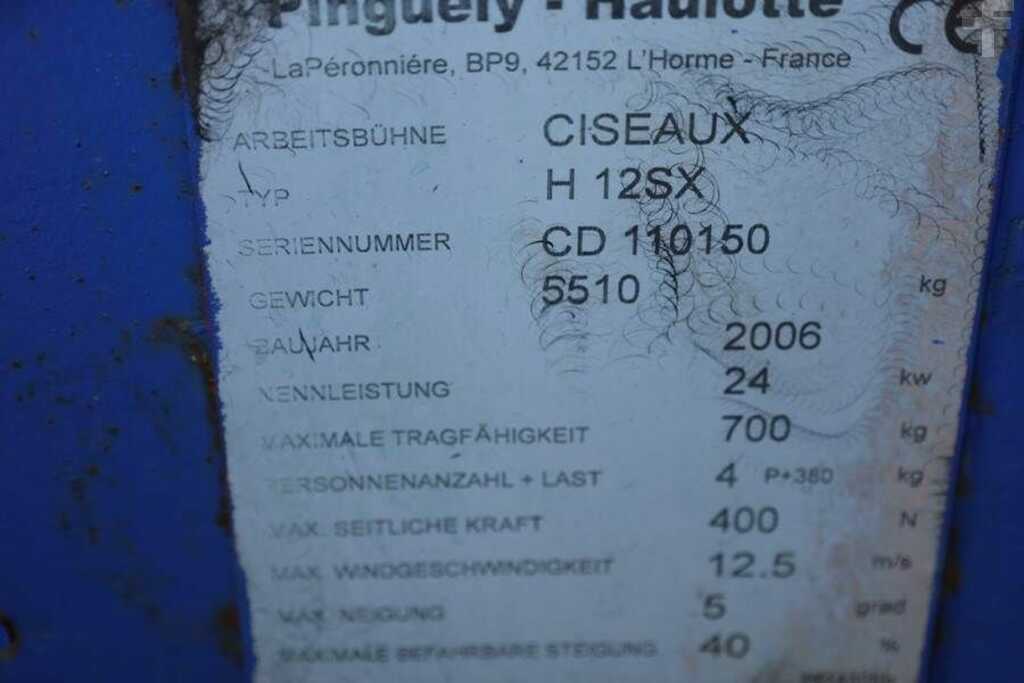 Pinguely - Haulotte CE
LaPéronniére, BP9, 42152 L'Horme - France
ARBEITSBÜHNE CISEAUX
TYP H 12SX
SERIENNUMMER CD 110150
GEWICHT 5510 kg
BAUJAHR 2006
NENNLEISTUNG 24 kw
MAXIMALE TRAGFÄHIGKEIT 700 kg
PERSONNENANZAHL + LAST 4 P+380 kg
MAX. SEITLICHE KRAFT 400 N
MAX. WINDGESCHWINDIGKEIT 12.5 m/s
MAX. NEIGUNG 5 grad
MAXIMALE BEFAHRBARE STEIGUNG 40 %